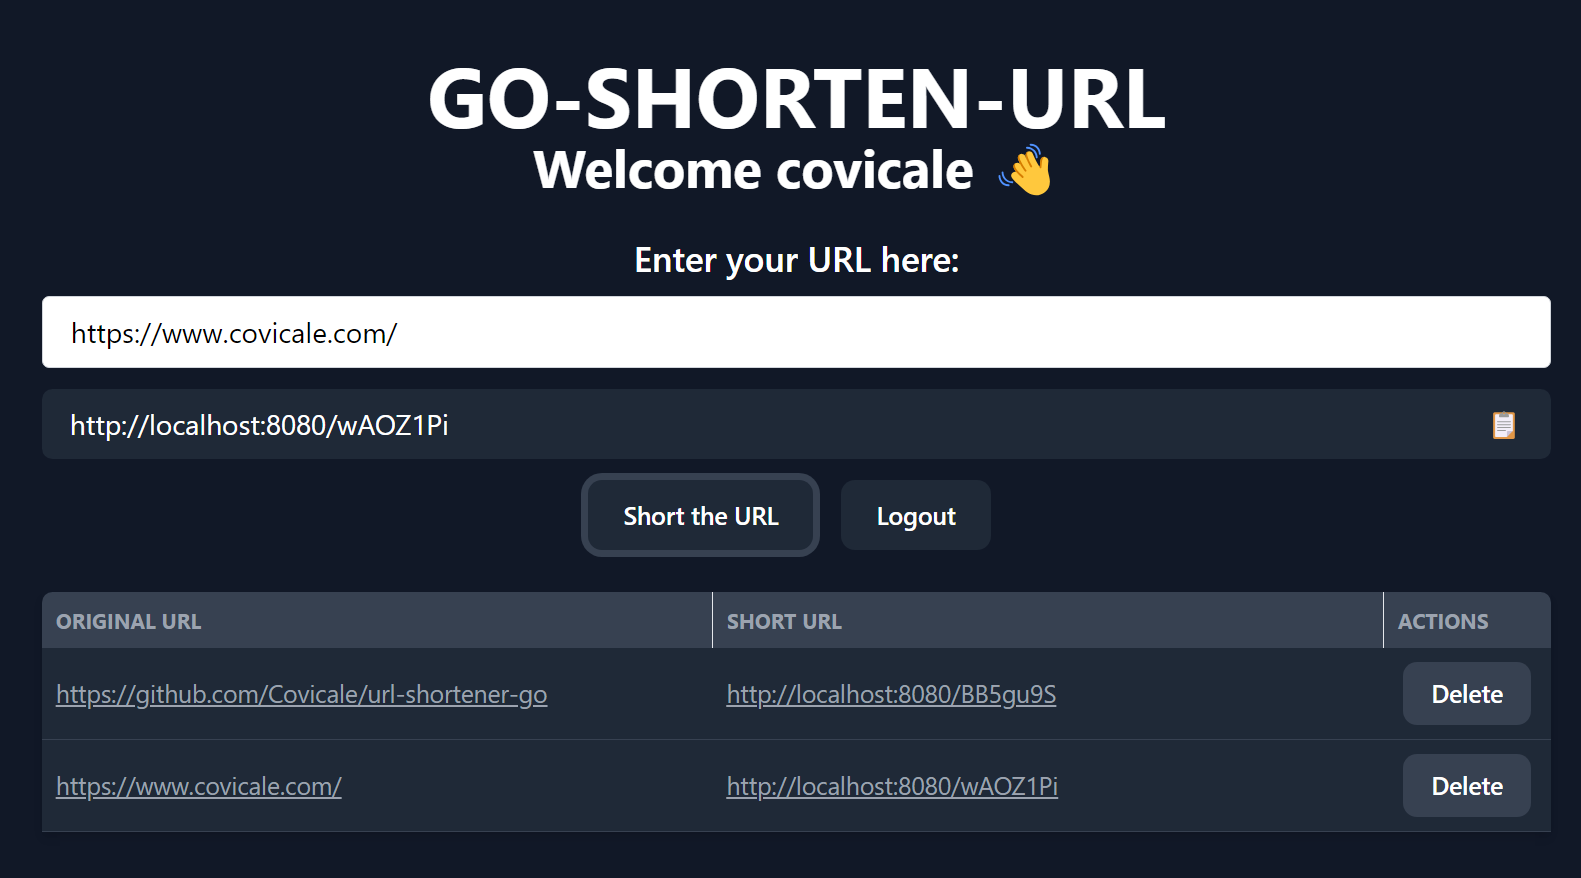 GO-SHORTEN-URL
Welcome covicale 👋
Enter your URL here:
https://www.covicale.com/
http://localhost:8080/wAOZ1Pi
Short the URL Logout
ORIGINAL URL SHORT URL ACTIONS
https://github.com/Covicale/url-shortener-go http://localhost:8080/BB5gu9S Delete
https://www.covicale.com/ http://localhost:8080/wAOZ1Pi Delete